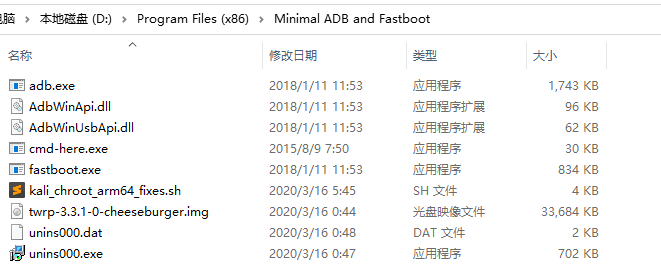 电脑 › 本地磁盘 (D:) › Program Files (x86) › Minimal ADB and Fastboot
名称 修改日期 类型 大小
adb.exe 2018/1/11 11:53 应用程序 1,743 KB
AdbWinApi.dll 2018/1/11 11:53 应用程序扩展 96 KB
AdbWinUsbApi.dll 2018/1/11 11:53 应用程序扩展 62 KB
cmd-here.exe 2015/8/9 7:50 应用程序 30 KB
fastboot.exe 2018/1/11 11:53 应用程序 834 KB
kali_chroot_arm64_fixes.sh 2020/3/16 5:45 SH 文件 4 KB
twrp-3.3.1-0-cheeseburger.img 2020/3/16 0:44 光盘映像文件 33,684 KB
unins000.dat 2020/3/16 0:48 DAT 文件 2 KB
unins000.exe 2020/3/16 0:47 应用程序 702 KB